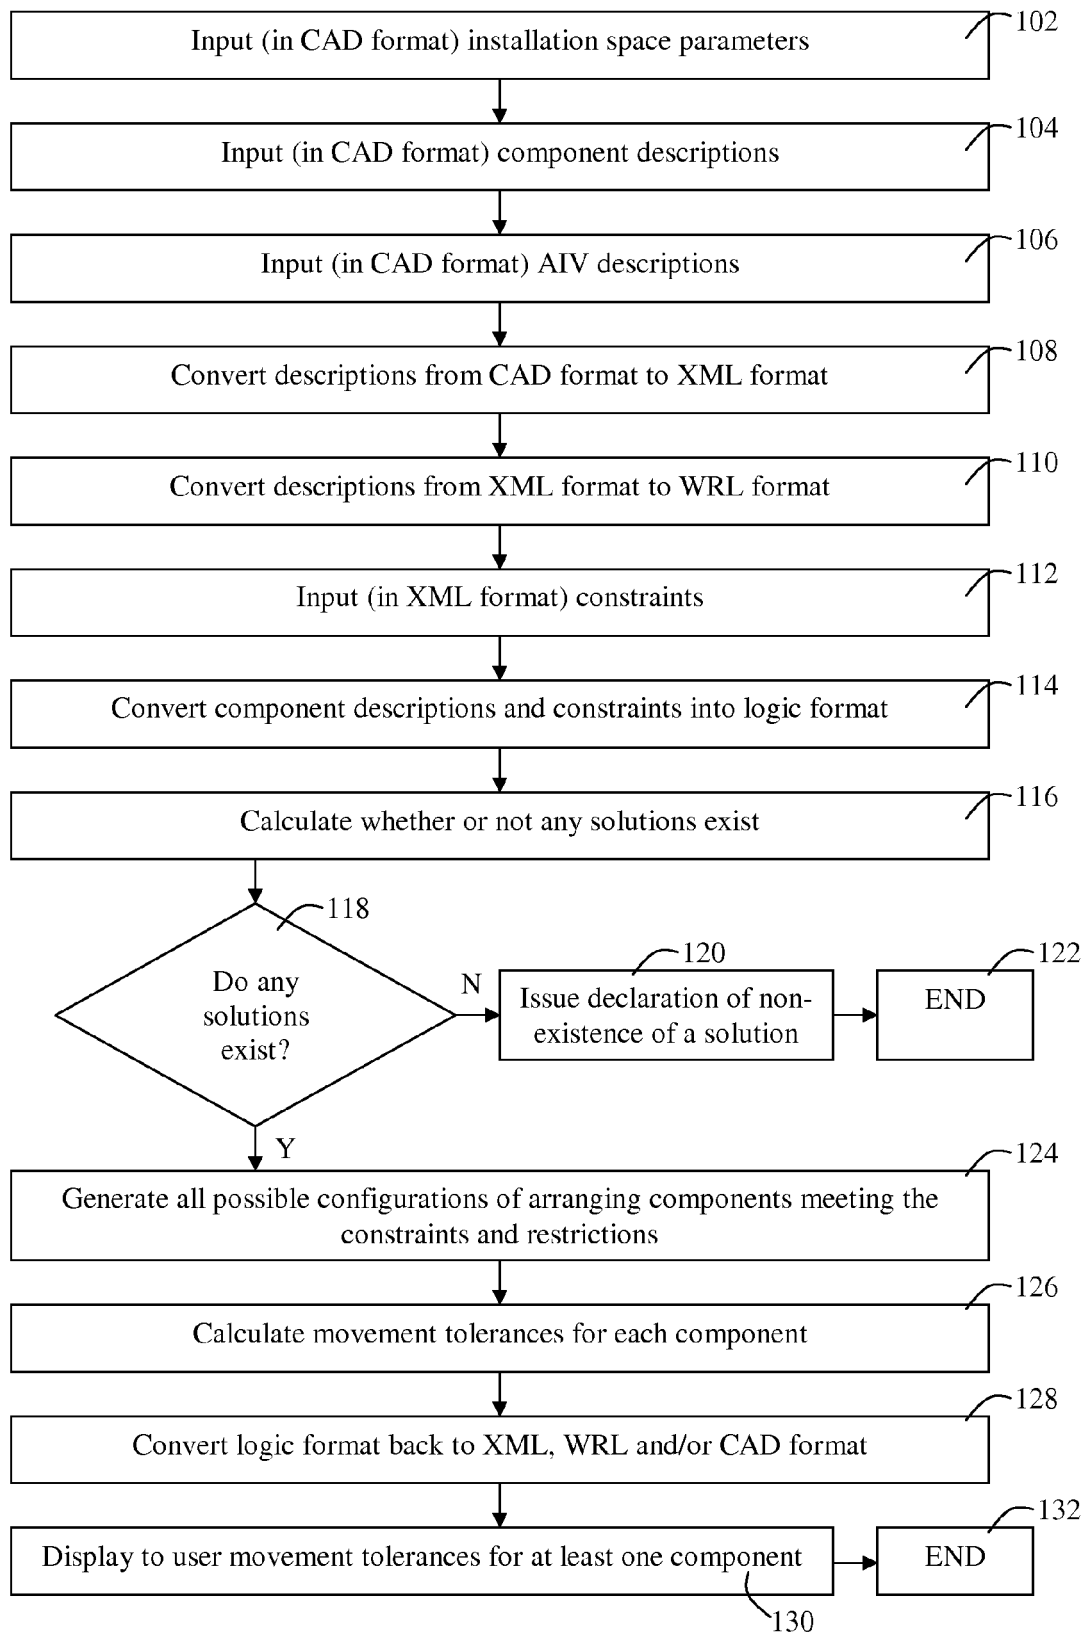 102
Input (in CAD format) installation space parameters
104
Input (in CAD format) component descriptions
106
Input (in CAD format) AIV descriptions
108
Convert descriptions from CAD format to XML format
110
Convert descriptions from XML format to WRL format
112
Input (in XML format) constraints
114
Convert component descriptions and constraints into logic format
116
Calculate whether or not any solutions exist
118
Do any
solutions
exist?
N
120
Issue declaration of non-
existence of a solution
122
END
Y
124
Generate all possible configurations of arranging components meeting the
constraints and restrictions
126
Calculate movement tolerances for each component
128
Convert logic format back to XML, WRL and/or CAD format
132
Display to user movement tolerances for at least one component
END
130